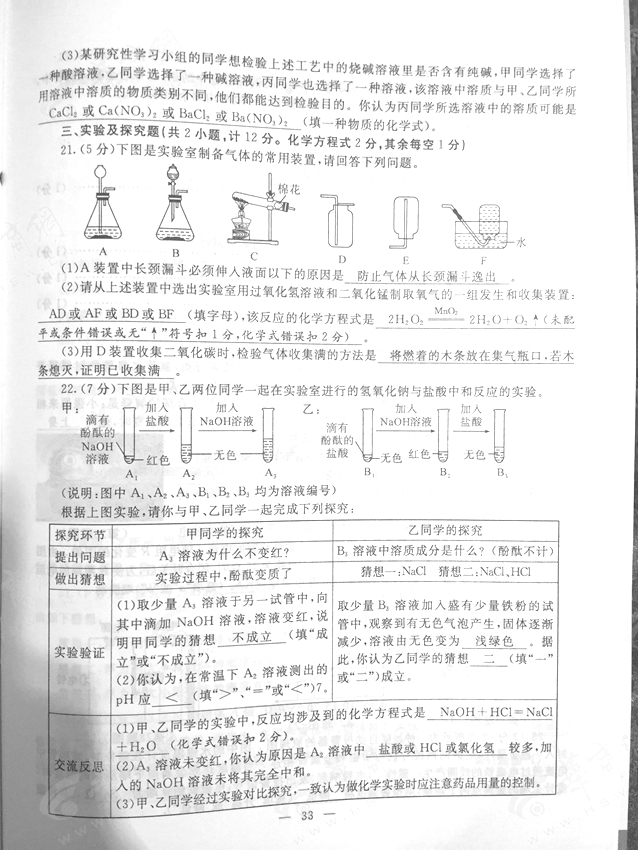 (3)某研究性学习小组的同学想检验上述工艺中的烧碱溶液里是否含有纯碱,甲同学选择了
一种酸溶液,乙同学选择了一种碱溶液,丙同学也选择了一种溶液,该溶液中溶质与甲、乙同学所
用溶液中溶质的物质类别不同,他们都能达到检验目的。你认为丙同学所选溶液中的溶质可能是
CaCl₂ 或 Ca(NO₃)₂ 或 BaCl₂ 或 Ba(NO₃)₂ (填一种物质的化学式)。
三、实验及探究题(共 2 小题,计 12 分。化学方程式 2 分,其余每空 1 分)
21.(5 分)下图是实验室制备气体的常用装置,请回答下列问题。
棉花
水
A B C D E F
(1)A 装置中长颈漏斗必须伸入液面以下的原因是 防止气体从长颈漏斗逸出 。
(2)请从上述装置中选出实验室用过氧化氢溶液和二氧化锰制取氧气的一组发生和收集装置:
AD 或 AF 或 BD 或 BF (填字母),该反应的化学方程式是 2H₂O₂ MnO₂ 2H₂O+O₂↑(未配
平或条件错误或无“↑”符号扣 1 分,化学式错误扣 2 分) 。
(3)用 D 装置收集二氧化碳时,检验气体收集满的方法是 将燃着的木条放在集气瓶口,若木
条熄灭,证明已收集满 。
22.(7 分)下图是甲、乙两位同学一起在实验室进行的氢氧化钠与盐酸中和反应的实验。
甲: 滴有酚酞的NaOH溶液 加入盐酸 加入NaOH溶液 红色 无色 A₁ A₂ A₃
乙: 滴有酚酞的盐酸 加入NaOH溶液 加入盐酸 无色 红色 无色 B₁ B₂ B₃
(说明:图中 A₁、A₂、A₃、B₁、B₂、B₃ 均为溶液编号)
根据上图实验,请你与甲、乙同学一起完成下列探究:
探究环节 甲同学的探究 乙同学的探究
提出问题 A₃ 溶液为什么不变红? B₃ 溶液中溶质成分是什么?(酚酞不计)
做出猜想 实验过程中,酚酞变质了 猜想一:NaCl 猜想二:NaCl、HCl
实验验证
(1)取少量 A₃ 溶液于另一试管中,向
其中滴加 NaOH 溶液,溶液变红,说
明甲同学的猜想 不成立 (填“成
立”或“不成立”)。
(2)你认为,在常温下 A₂ 溶液测出的
pH 应 < (填“>”、“=”或“<”)7。
取少量 B₃ 溶液加入盛有少量铁粉的试
管中,观察到有无色气泡产生,固体逐渐
减少,溶液由无色变为 浅绿色 。据
此,你认为乙同学的猜想 二 (填“一”
或“二”)成立。
交流反思
(1)甲、乙同学的实验中,反应均涉及到的化学方程式是 NaOH+HCl=NaCl
+H₂O (化学式错误扣 2 分)。
(2)A₃ 溶液未变红,你认为原因是 A₂ 溶液中 盐酸或 HCl 或氯化氢 较多,加
入的 NaOH 溶液未将其完全中和。
(3)甲、乙同学经过实验对比探究,一致认为做化学实验时应注意药品用量的控制。
— 33 —